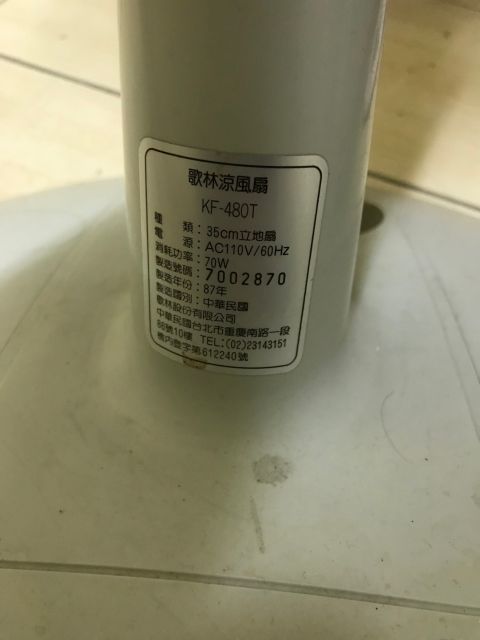 歌林涼風扇
KF-480T
種類：35cm立地扇
電源：AC110V/60Hz
消耗功率：70W
製造號碼：7002870
製造年份：87年
製造國別：中華民國
歌林股份有限公司
中華民國台北市重慶南路一段
86號10樓 TEL:(02)23143151
機內登字第612240號